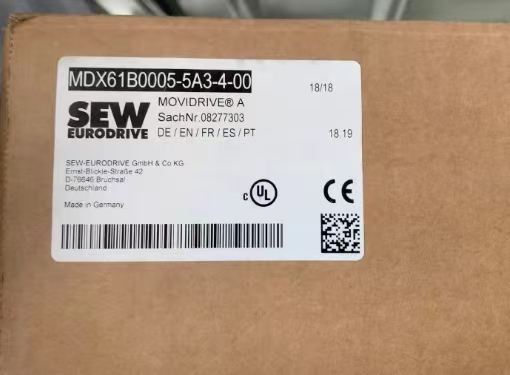 MDX61B0005-5A3-4-00
18/18
MOVIDRIVE® A
SEW
EURODRIVE
SachNr.08277303
DE / EN / FR / ES / PT
18.19
SEW-EURODRIVE GmbH & Co KG
Ernst-Blickle-Straße 42
D-76646 Bruchsal
Deutschland
Made in Germany
c UL
CE